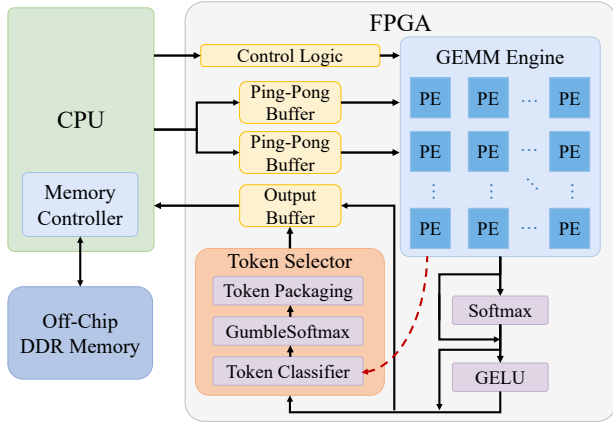 FPGA
CPU
Control Logic
GEMM Engine
Ping-Pong
Buffer
Ping-Pong
Buffer
PE PE ... PE
PE PE ... PE
PE PE ... PE
Memory
Controller
Output
Buffer
Token Selector
Token Packaging
GumbleSoftmax
Token Classifier
Softmax
GELU
Off-Chip
DDR Memory